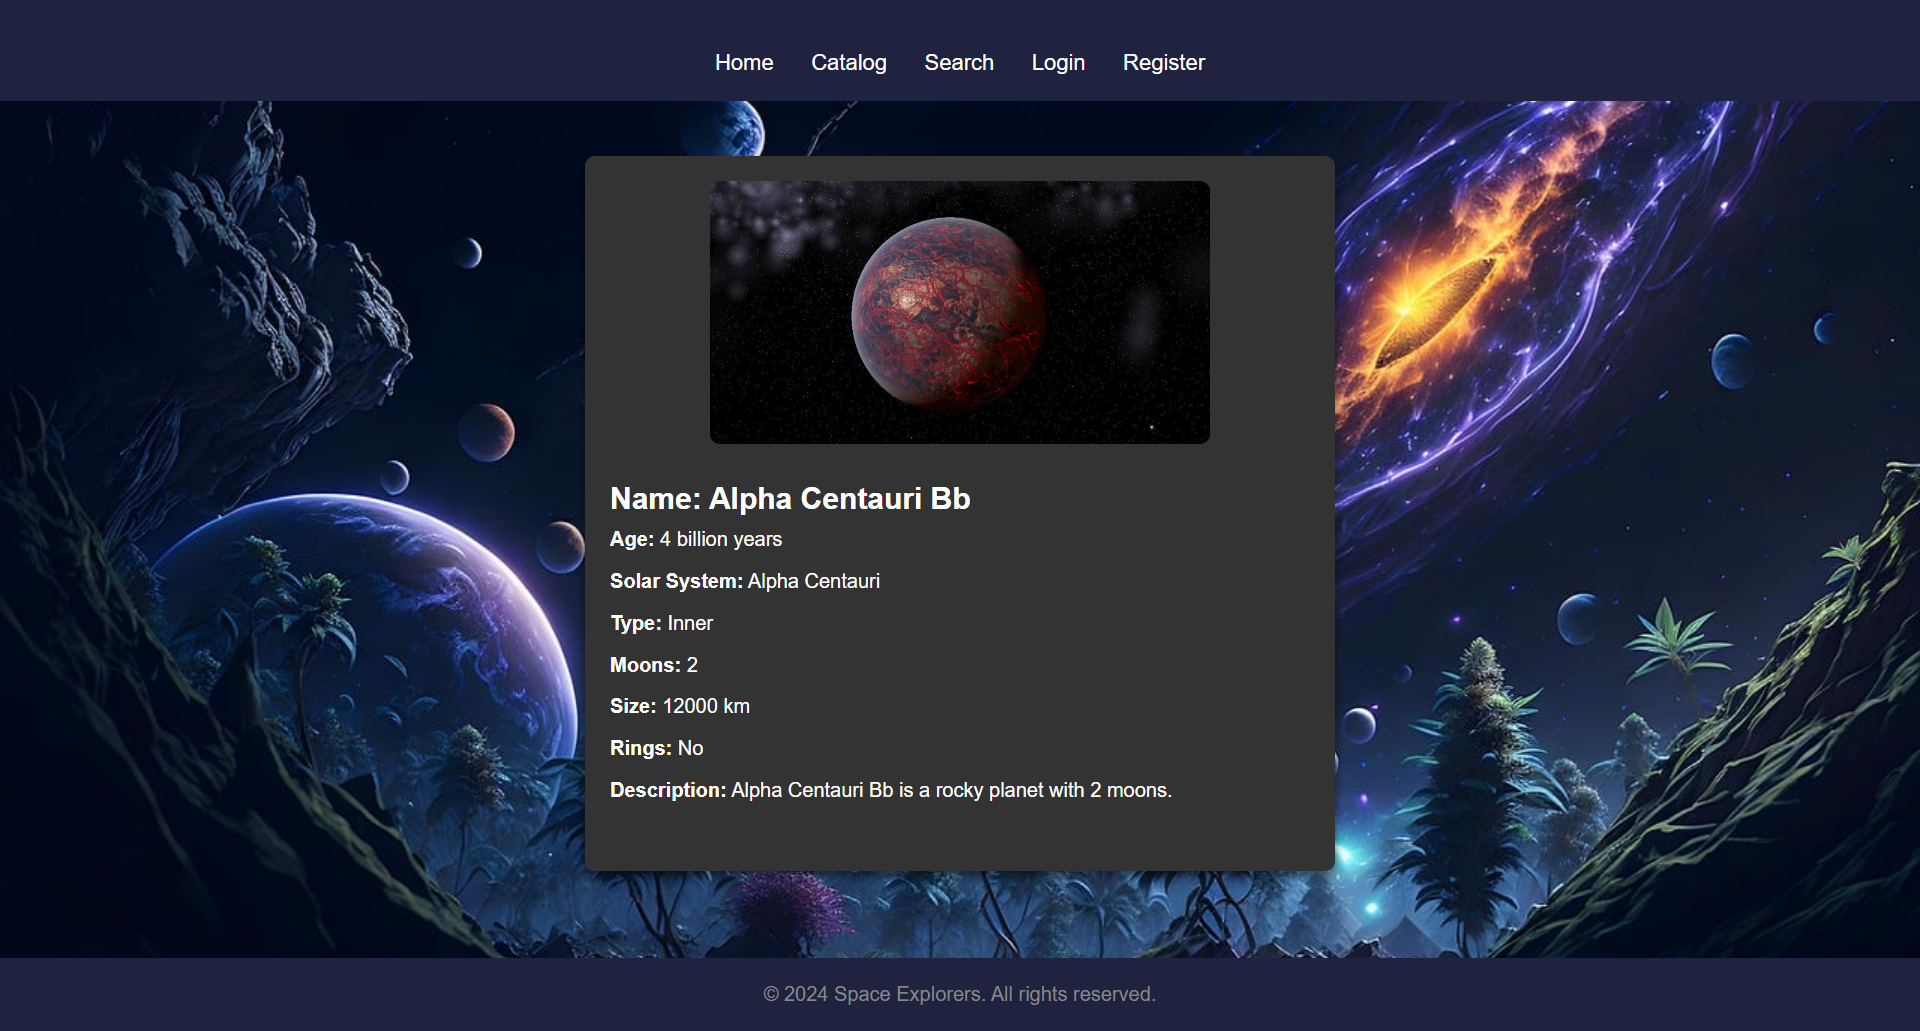 Home Catalog Search Login Register
Name: Alpha Centauri Bb
Age: 4 billion years
Solar System: Alpha Centauri
Type: Inner
Moons: 2
Size: 12000 km
Rings: No
Description: Alpha Centauri Bb is a rocky planet with 2 moons.
© 2024 Space Explorers. All rights reserved.